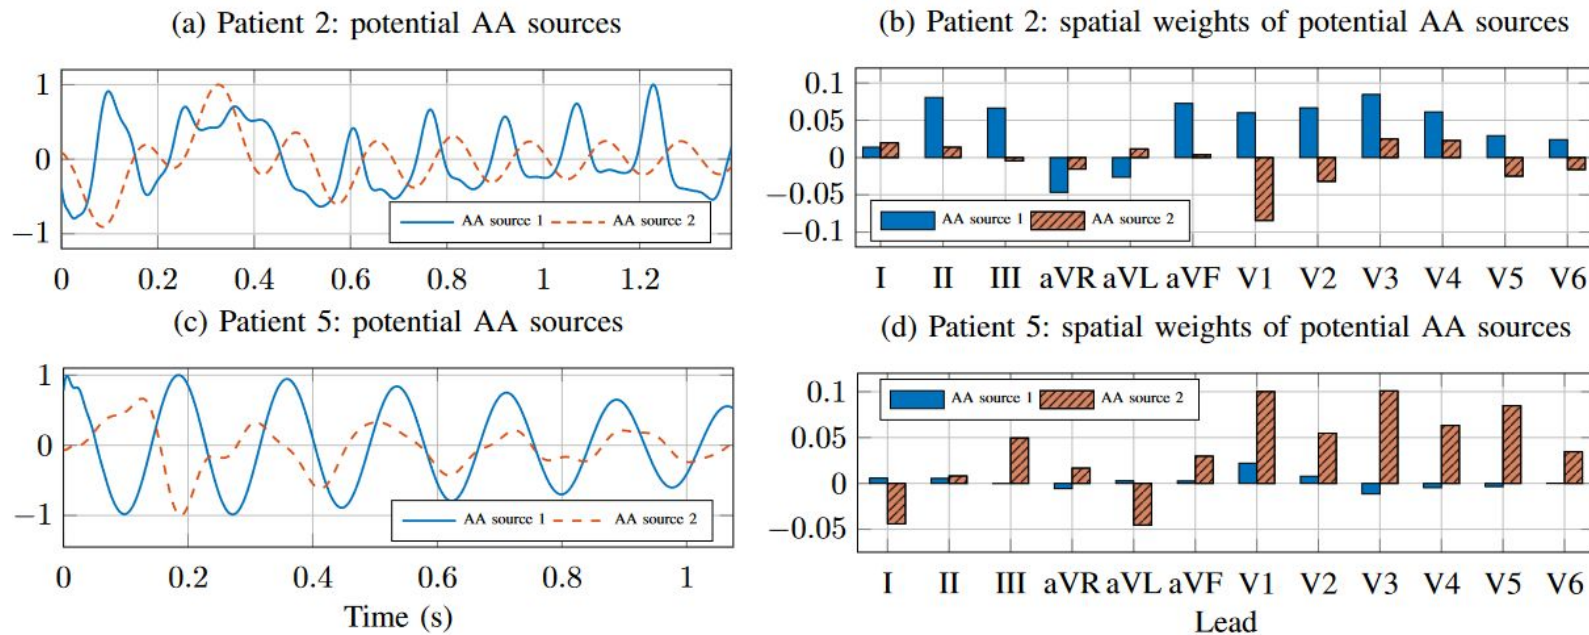 (a) Patient 2: potential AA sources
1
0
−1
AA source 1 AA source 2
0 0.2 0.4 0.6 0.8 1 1.2
(b) Patient 2: spatial weights of potential AA sources
0.1
0.05
0
−0.05
−0.1
AA source 1 AA source 2
I II III aVR aVL aVF V1 V2 V3 V4 V5 V6
(c) Patient 5: potential AA sources
1
0
−1
AA source 1 AA source 2
0 0.2 0.4 0.6 0.8 1
Time (s)
(d) Patient 5: spatial weights of potential AA sources
0.1
0.05
0
−0.05
AA source 1 AA source 2
I II III aVR aVL aVF V1 V2 V3 V4 V5 V6
Lead